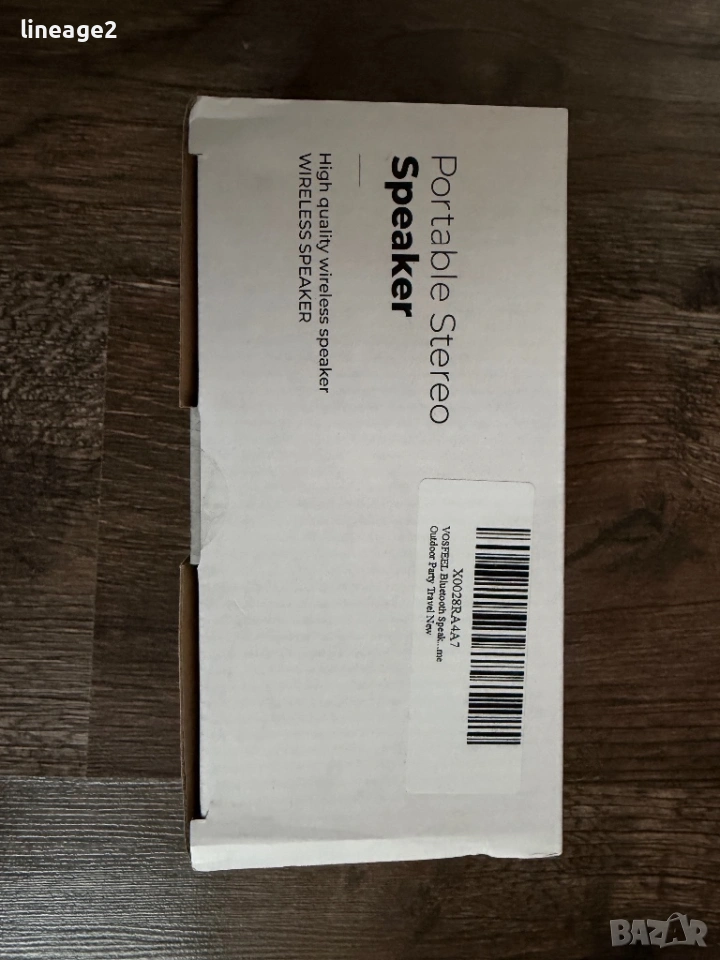 lineage2
Portable Stereo
Speaker
High quality wireless speaker
WIRELESS SPEAKER
X0028RA4A7
VOSFEEL Bluetooth Speak...me
Outdoor Party Travel New
BAZAR